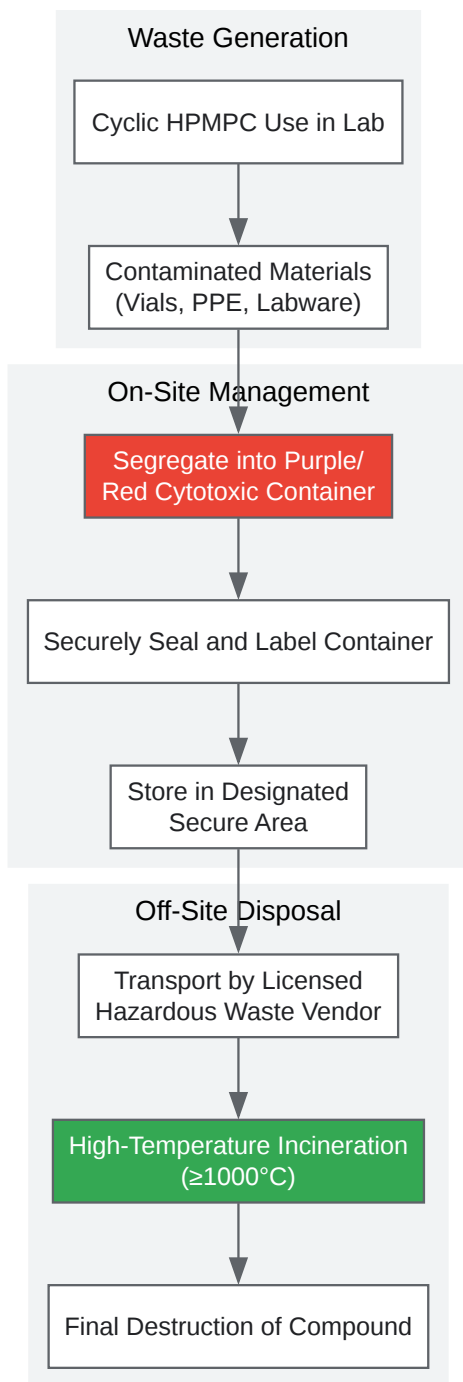 Waste Generation
Cyclic HPMPC Use in Lab
Contaminated Materials
(Vials, PPE, Labware)
On-Site Management
Segregate into Purple/
Red Cytotoxic Container
Securely Seal and Label Container
Store in Designated
Secure Area
Off-Site Disposal
Transport by Licensed
Hazardous Waste Vendor
High-Temperature Incineration
(≥1000°C)
Final Destruction of Compound